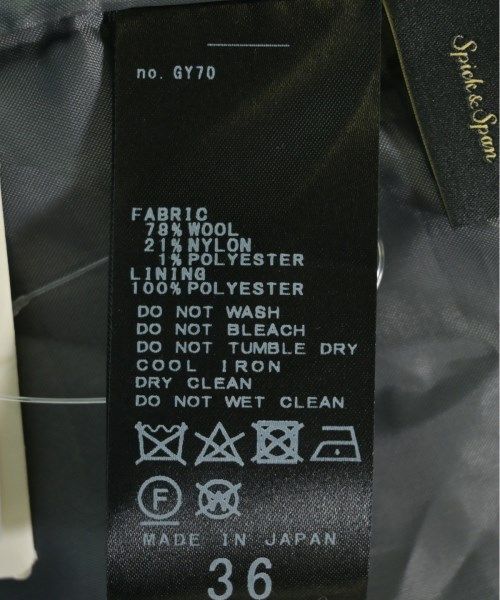 no. GY70
Spick & Span
FABRIC
78% WOOL
21% NYLON
1% POLYESTER
LINING
100% POLYESTER
DO NOT WASH
DO NOT BLEACH
DO NOT TUMBLE DRY
COOL IRON
DRY CLEAN
DO NOT WET CLEAN
F W
MADE IN JAPAN
36